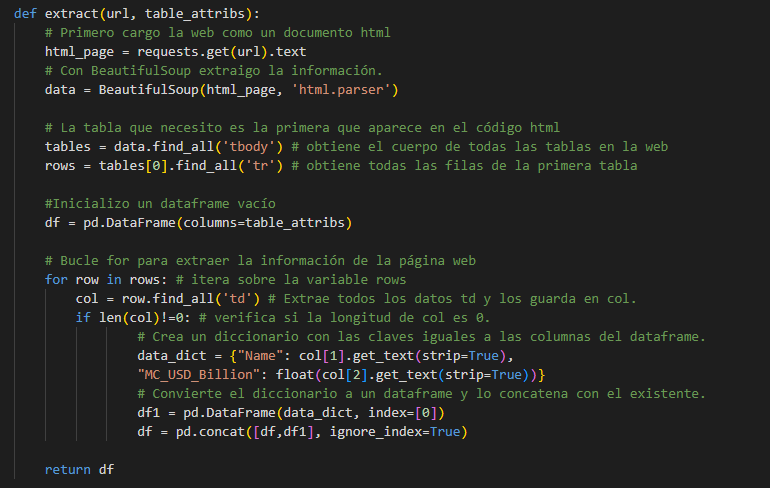 def extract(url, table_attribs):
    # Primero cargo la web como un documento html
    html_page = requests.get(url).text
    # Con BeautifulSoup extraigo la información.
    data = BeautifulSoup(html_page, 'html.parser')

    # La tabla que necesito es la primera que aparece en el código html
    tables = data.find_all('tbody') # obtiene el cuerpo de todas las tablas en la web
    rows = tables[0].find_all('tr') # obtiene todas las filas de la primera tabla

    #Inicializo un dataframe vacío
    df = pd.DataFrame(columns=table_attribs)

    # Bucle for para extraer la información de la página web
    for row in rows: # itera sobre la variable rows
        col = row.find_all('td') # Extrae todos los datos td y los guarda en col.
        if len(col)!=0: # verifica si la longitud de col es 0.
                # Crea un diccionario con las claves iguales a las columnas del dataframe.
                data_dict = {"Name": col[1].get_text(strip=True),
                "MC_USD_Billion": float(col[2].get_text(strip=True))}
                # Convierte el diccionario a un dataframe y lo concatena con el existente.
                df1 = pd.DataFrame(data_dict, index=[0])
                df = pd.concat([df,df1], ignore_index=True)

    return df